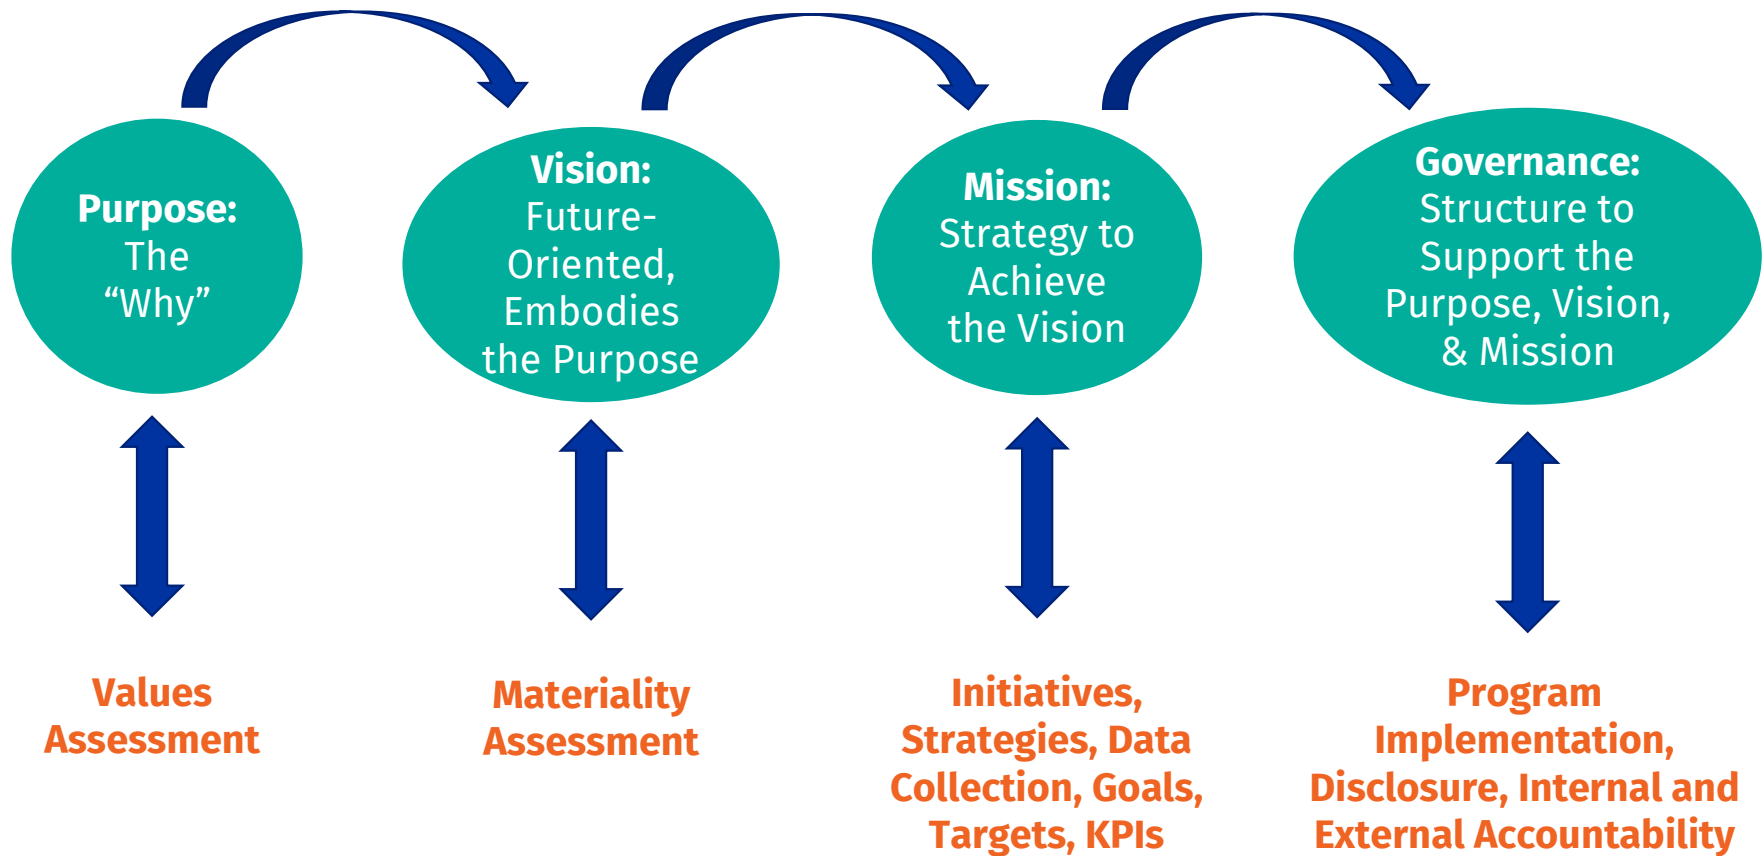 Purpose:
The
“Why”
Vision:
Future-
Oriented,
Embodies
the Purpose
Mission:
Strategy to
Achieve
the Vision
Governance:
Structure to
Support the
Purpose, Vision,
& Mission
Values
Assessment
Materiality
Assessment
Initiatives,
Strategies, Data
Collection, Goals,
Targets, KPIs
Program
Implementation,
Disclosure, Internal and
External Accountability